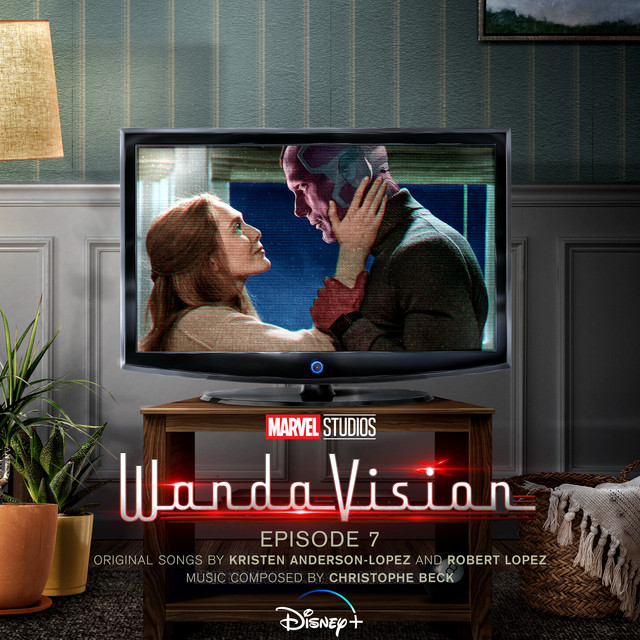 MARVEL STUDIOS
WandaVision
EPISODE 7
ORIGINAL SONGS BY KRISTEN ANDERSON-LOPEZ AND ROBERT LOPEZ
MUSIC COMPOSED BY CHRISTOPHE BECK
Disney+